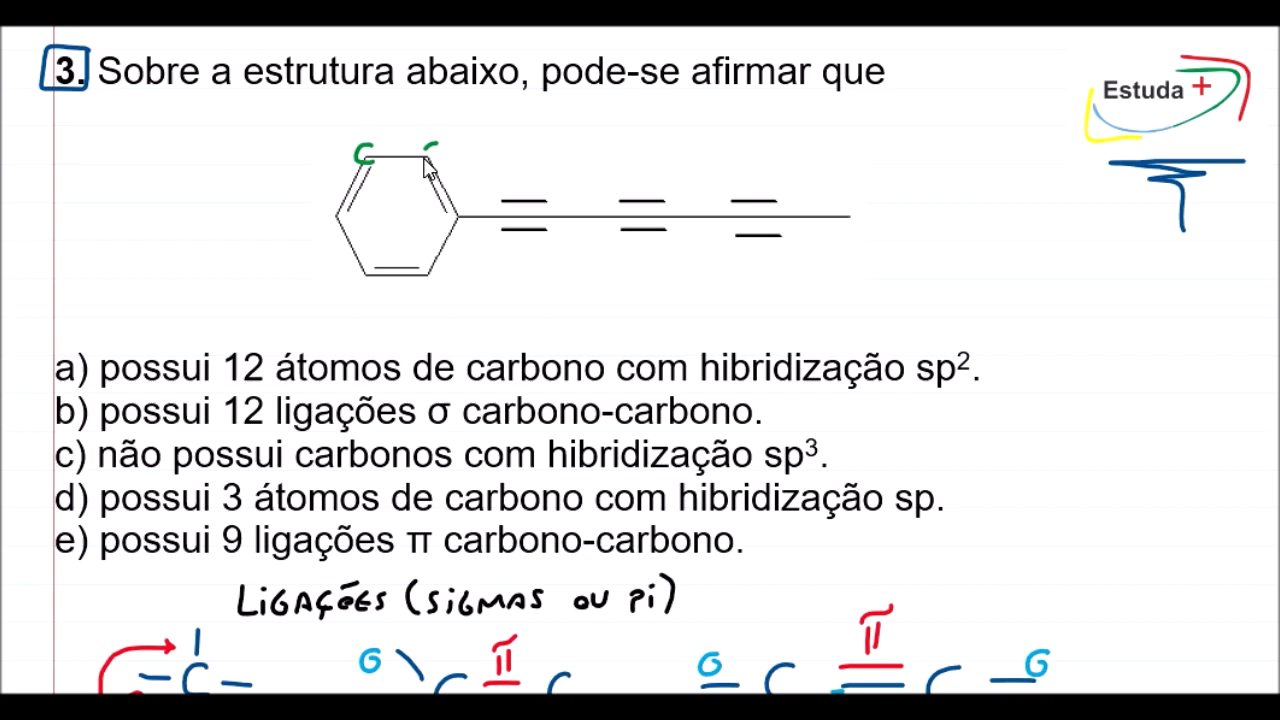 3. Sobre a estrutura abaixo, pode-se afirmar que
Estuda +
C
a) possui 12 átomos de carbono com hibridização sp².
b) possui 12 ligações σ carbono-carbono.
c) não possui carbonos com hibridização sp³.
d) possui 3 átomos de carbono com hibridização sp.
e) possui 9 ligações π carbono-carbono.
LIGAÇÕES (SIGMAS OU PI)
π
σ π σ σ
C C C C C